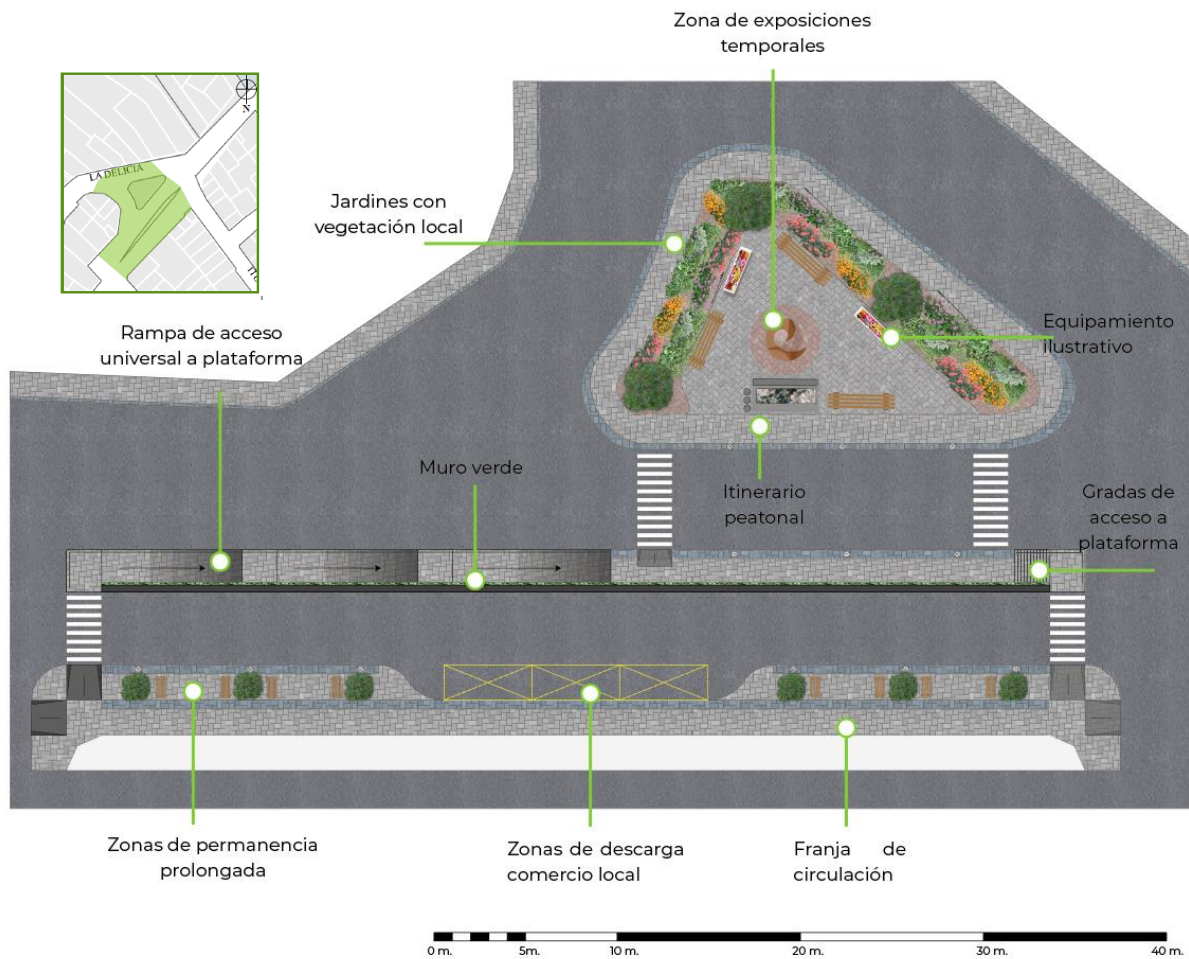 Zona de exposiciones
temporales
N
LA DELICIA
Jardines con
vegetación local
Rampa de acceso
universal a plataforma
Equipamiento
ilustrativo
Muro verde
Itinerario
peatonal
Gradas de
acceso a
plataforma
Zonas de permanencia
prolongada
Zonas de descarga
comercio local
Franja de
circulación
0 m. 5m. 10 m. 20 m. 30 m. 40 m.